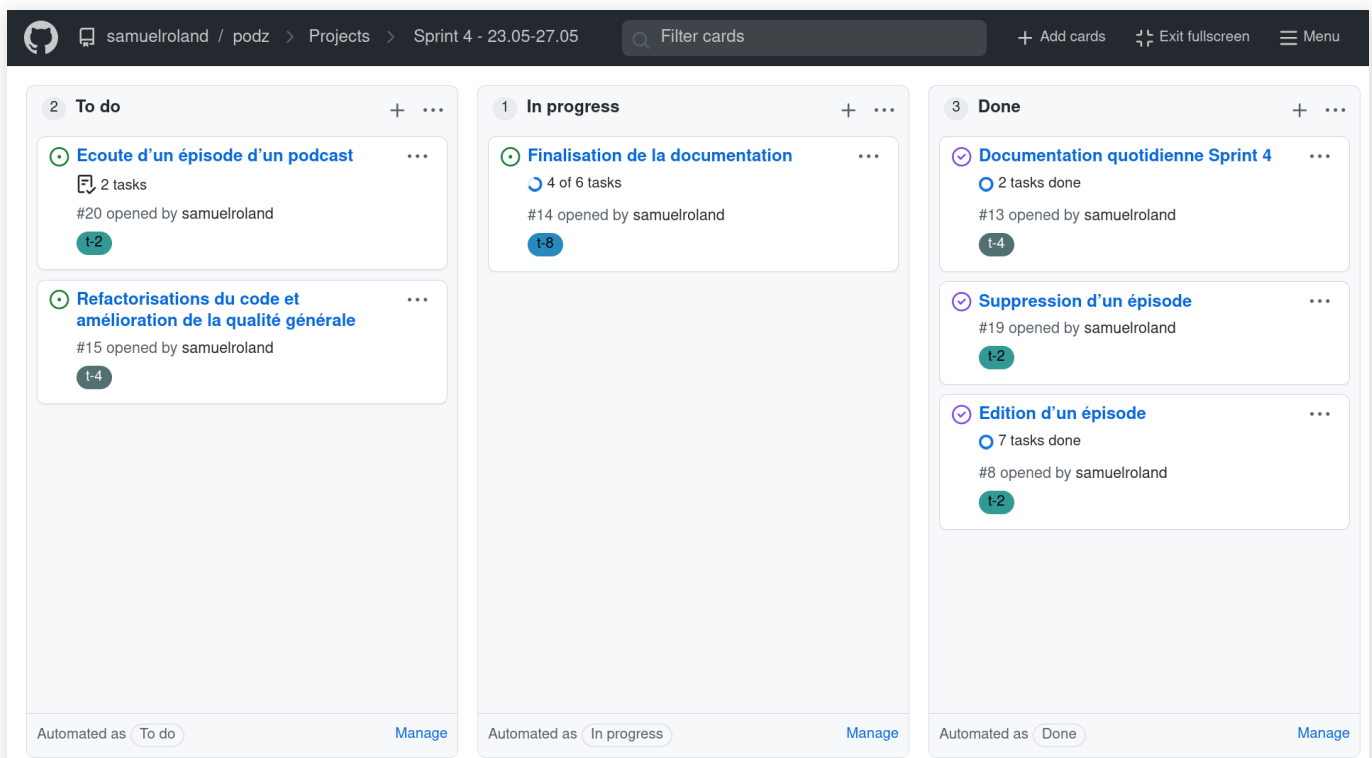 samuelroland / podz > Projects > Sprint 4 - 23.05-27.05
Filter cards
Add cards
Exit fullscreen
Menu
2 To do
Ecoute d’un épisode d’un podcast
2 tasks
#20 opened by samuelroland
t-2
Refactorisations du code et
amélioration de la qualité générale
#15 opened by samuelroland
t-4
Automated as To do
Manage
1 In progress
Finalisation de la documentation
4 of 6 tasks
#14 opened by samuelroland
t-8
Automated as In progress
Manage
3 Done
Documentation quotidienne Sprint 4
2 tasks done
#13 opened by samuelroland
t-4
Suppression d’un épisode
#19 opened by samuelroland
t-2
Edition d’un épisode
7 tasks done
#8 opened by samuelroland
t-2
Automated as Done
Manage